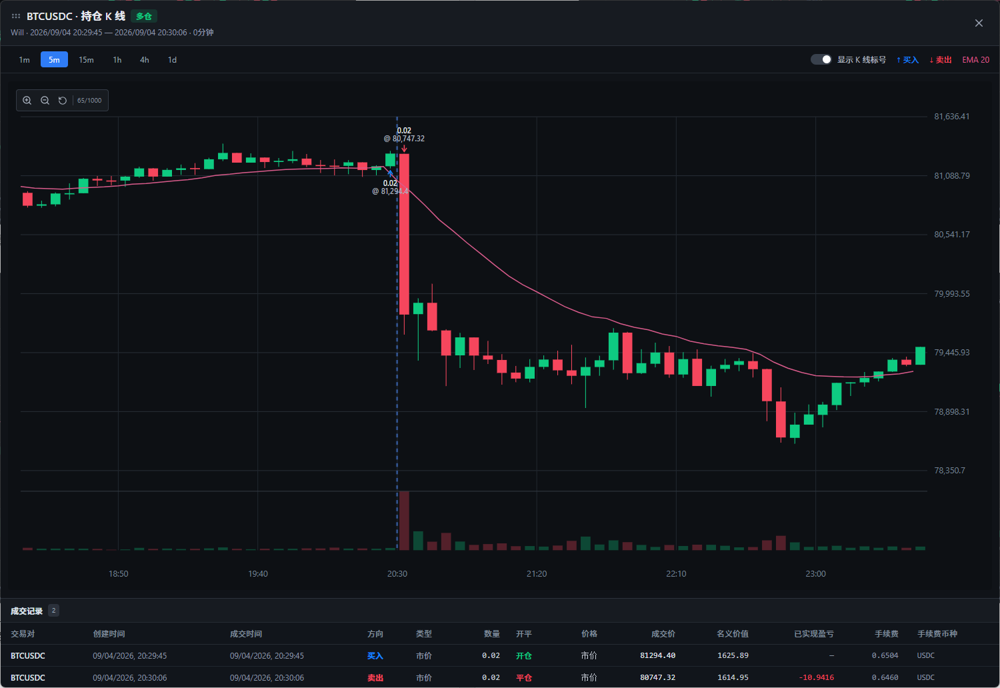 BTCUSDC · 持仓 K 线 多仓
Will · 2026/09/04 20:29:45 — 2026/09/04 20:30:06 · 0分钟
1m 5m 15m 1h 4h 1d
显示 K 线标号 ↑ 买入 ↓ 卖出 EMA 20
65/1000
81,636.41
0.02
@ 80,747.32
81,088.79
0.02
@ 81,294.4
80,541.17
79,993.55
79,445.93
78,898.31
78,350.7
18:50 19:40 20:30 21:20 22:10 23:00
成交记录 2
交易对 创建时间 成交时间 方向 类型 数量 开平 价格 成交价 名义价值 已实现盈亏 手续费 手续费币种
BTCUSDC 09/04/2026, 20:29:45 09/04/2026, 20:29:45 买入 市价 0.02 开仓 市价 81294.40 1625.89 — 0.6504 USDC
BTCUSDC 09/04/2026, 20:30:06 09/04/2026, 20:30:06 卖出 市价 0.02 平仓 市价 80747.32 1614.95 -10.9416 0.6460 USDC